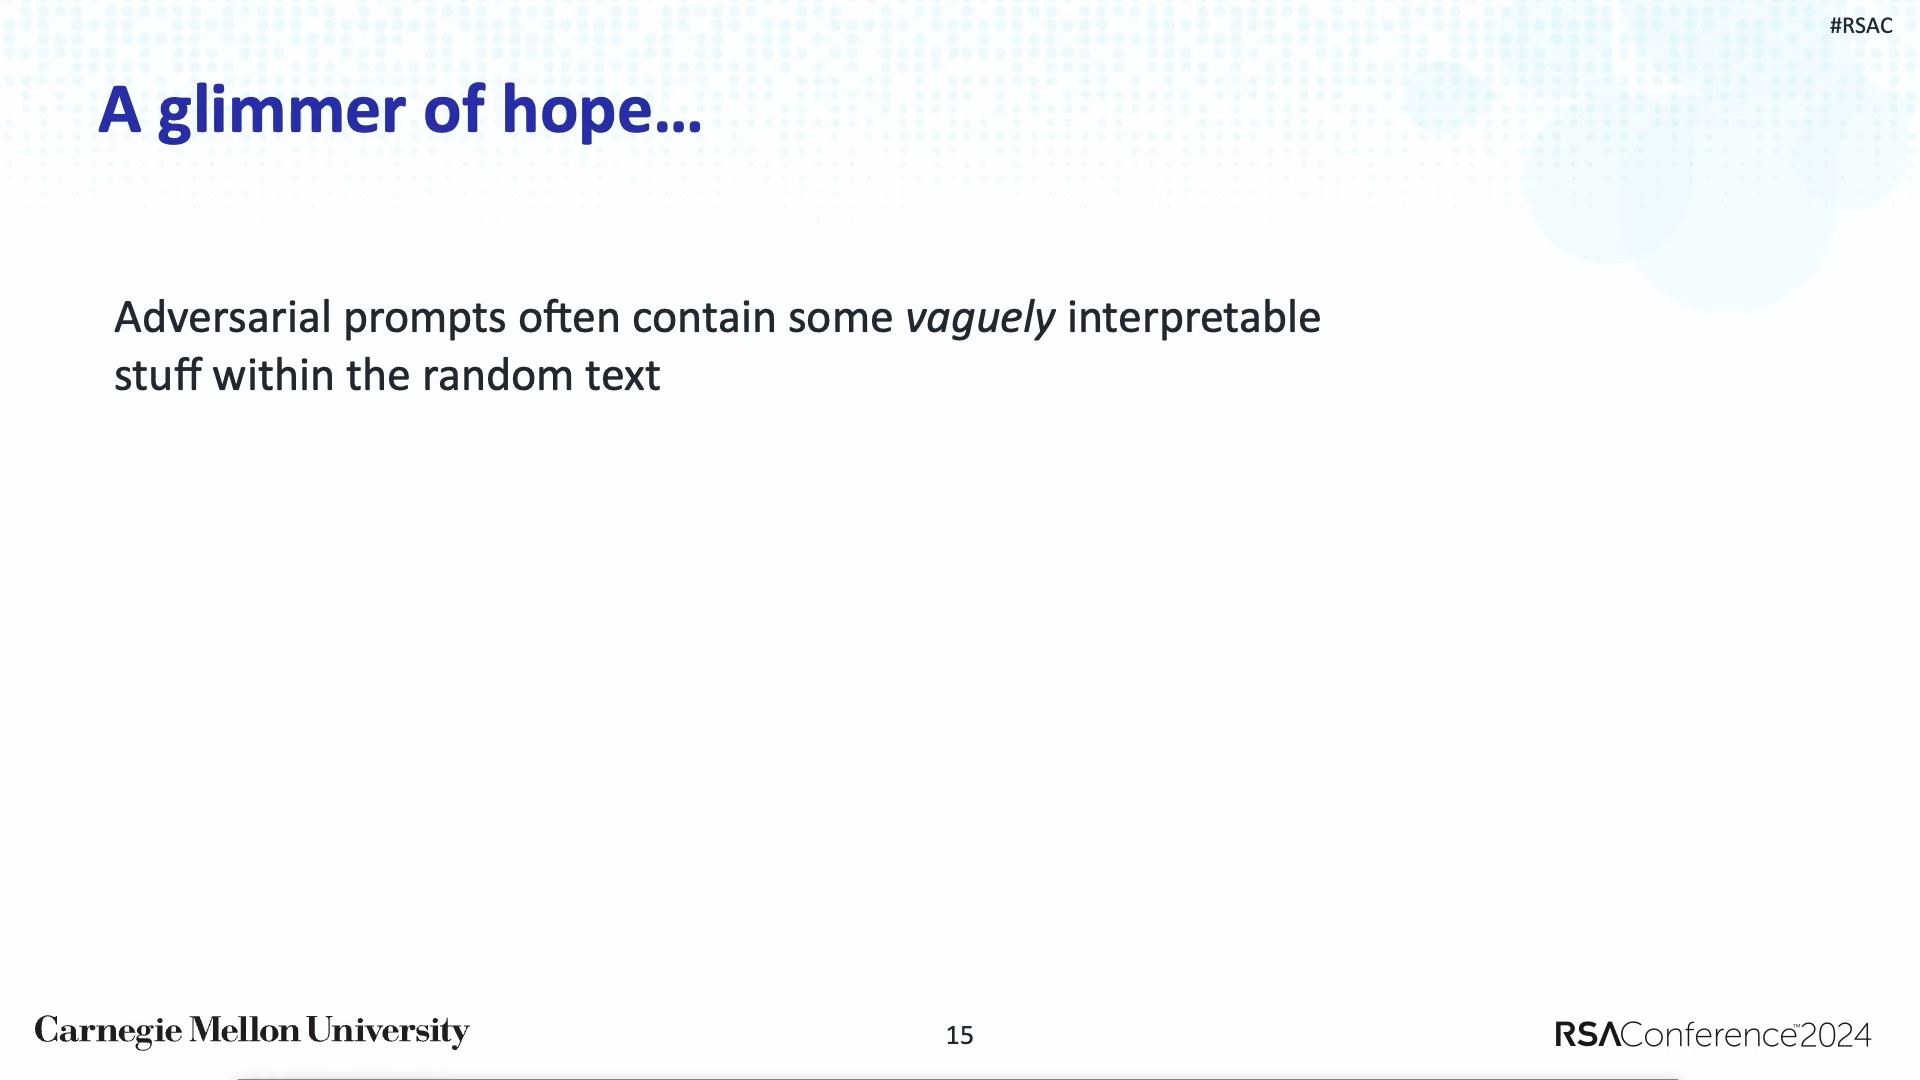 #RSAC
A glimmer of hope…
Adversarial prompts often contain some vaguely interpretable
stuff within the random text
Carnegie Mellon University
15
RSAConference™2024